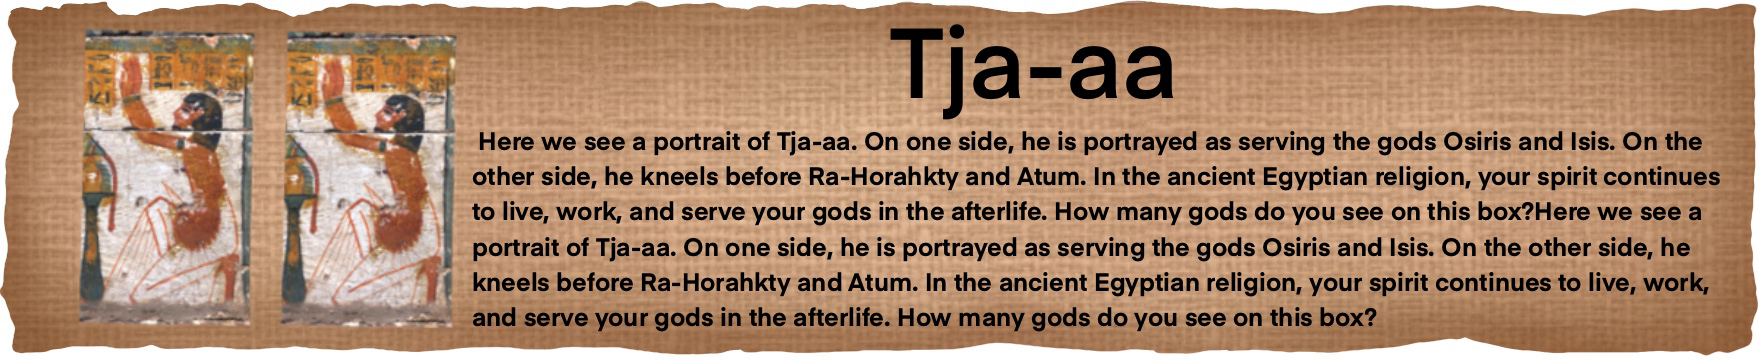 Tja-aa
Here we see a portrait of Tja-aa. On one side, he is portrayed as serving the gods Osiris and Isis. On the
other side, he kneels before Ra-Horahkty and Atum. In the ancient Egyptian religion, your spirit continues
to live, work, and serve your gods in the afterlife. How many gods do you see on this box?Here we see a
portrait of Tja-aa. On one side, he is portrayed as serving the gods Osiris and Isis. On the other side, he
kneels before Ra-Horahkty and Atum. In the ancient Egyptian religion, your spirit continues to live, work,
and serve your gods in the afterlife. How many gods do you see on this box?